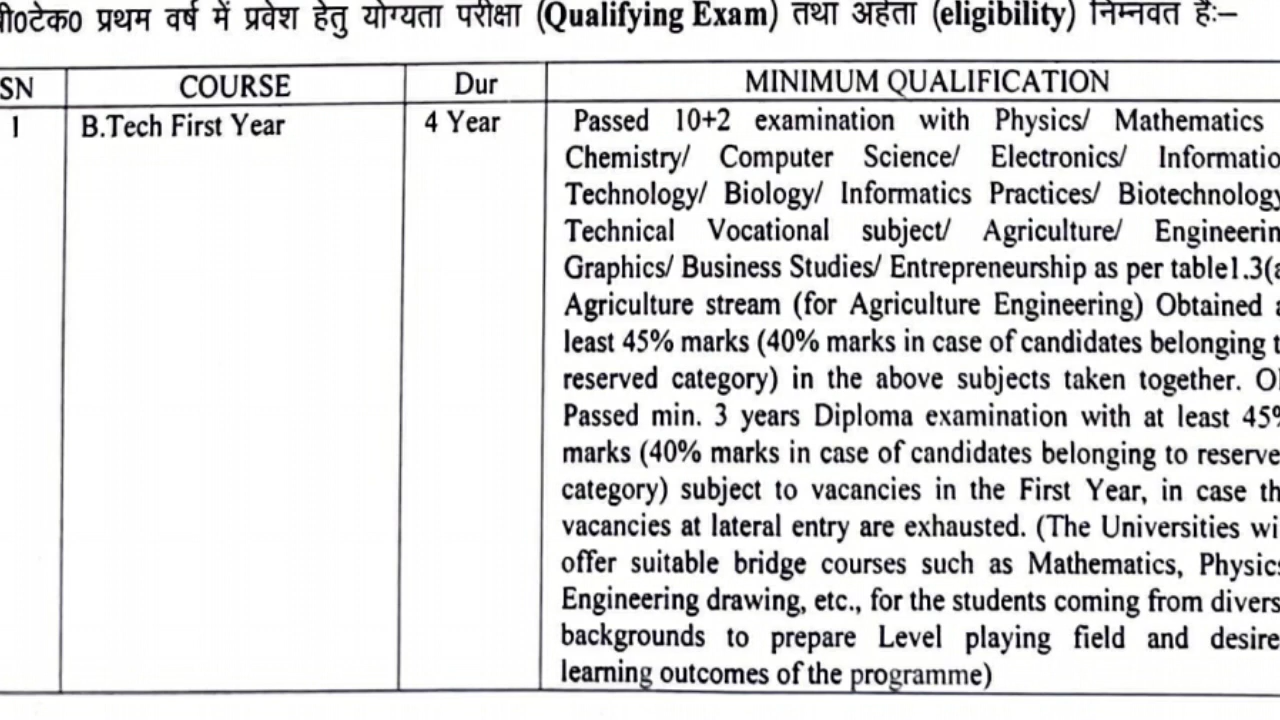 बी०टेक० प्रथम वर्ष में प्रवेश हेतु योग्यता परीक्षा (Qualifying Exam) तथा अर्हता (eligibility) निम्नवत हैः–
SN COURSE Dur MINIMUM QUALIFICATION
1 B.Tech First Year 4 Year Passed 10+2 examination with Physics/ Mathematics
Chemistry/ Computer Science/ Electronics/ Informatio
Technology/ Biology/ Informatics Practices/ Biotechnology
Technical Vocational subject/ Agriculture/ Engineerin
Graphics/ Business Studies/ Entrepreneurship as per table1.3(a
Agriculture stream (for Agriculture Engineering) Obtained a
least 45% marks (40% marks in case of candidates belonging t
reserved category) in the above subjects taken together. O
Passed min. 3 years Diploma examination with at least 45%
marks (40% marks in case of candidates belonging to reserve
category) subject to vacancies in the First Year, in case th
vacancies at lateral entry are exhausted. (The Universities wi
offer suitable bridge courses such as Mathematics, Physics
Engineering drawing, etc., for the students coming from divers
backgrounds to prepare Level playing field and desire
learning outcomes of the programme)